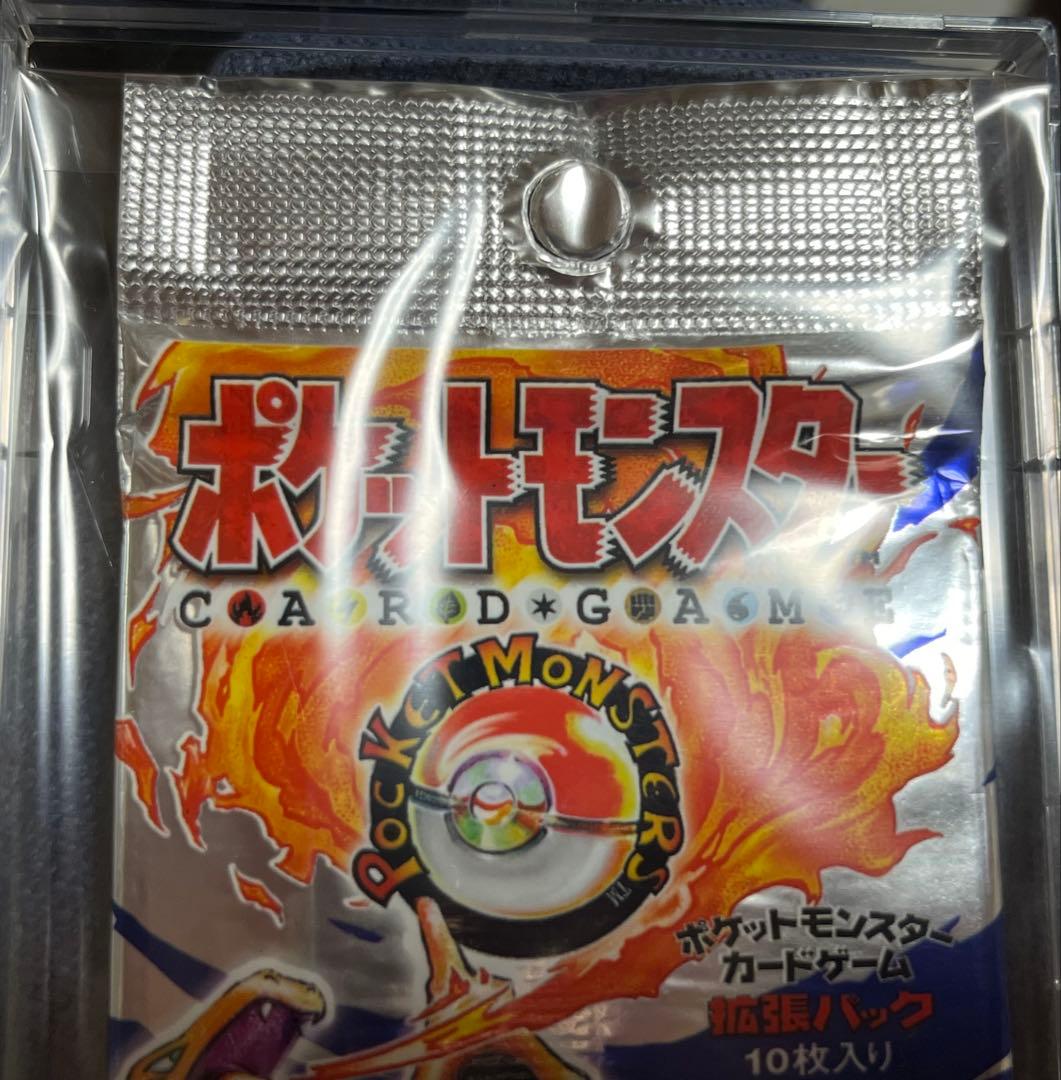 ポケットモンスター
CARD GAME
POCKET MONSTERS TM
ポケットモンスター
カードゲーム
拡張パック
10枚入り